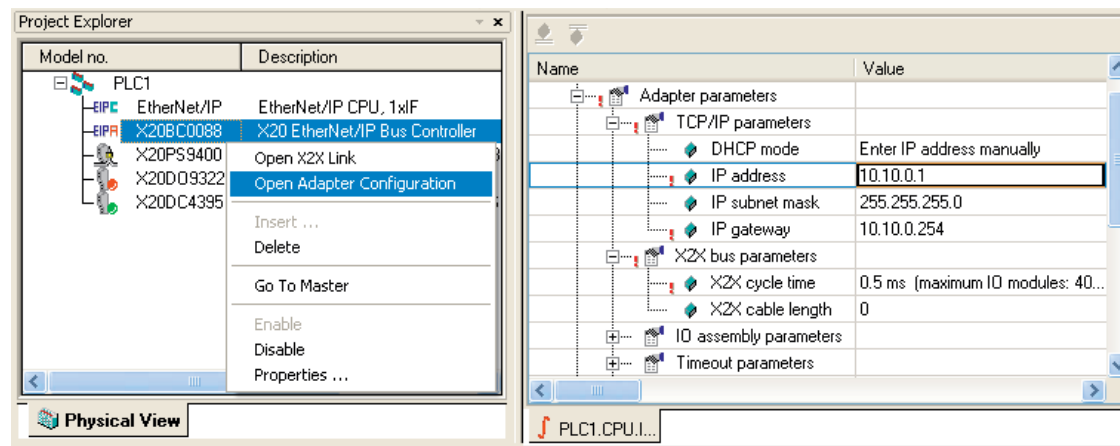 Project Explorer
Model no. Description
PLC1
EIPC EtherNet/IP EtherNet/IP CPU, 1xIF
EIPA X20BC0088 X20 EtherNet/IP Bus Controller
X20PS9400
X20DO9322
X20DC4395
Open X2X Link
Open Adapter Configuration
Insert ...
Delete
Go To Master
Enable
Disable
Properties ...
Physical View
Name Value
Adapter parameters
TCP/IP parameters
DHCP mode Enter IP address manually
IP address 10.10.0.1
IP subnet mask 255.255.255.0
IP gateway 10.10.0.254
X2X bus parameters
X2X cycle time 0.5 ms (maximum IO modules: 40...
X2X cable length 0
IO assembly parameters
Timeout parameters
PLC1.CPU.I...